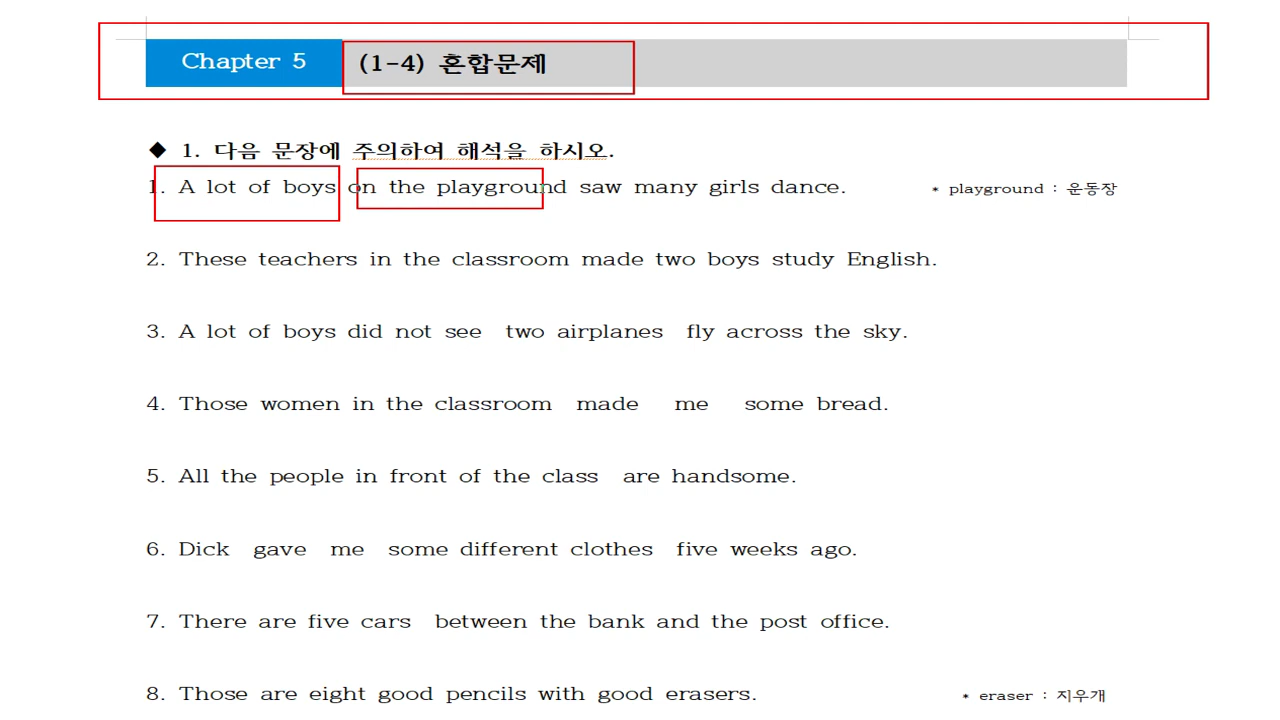 Chapter 5 (1-4) 혼합문제
◆ 1. 다음 문장에 주의하여 해석을 하시오.
1. A lot of boys on the playground saw many girls dance. * playground : 운동장
2. These teachers in the classroom made two boys study English.
3. A lot of boys did not see two airplanes fly across the sky.
4. Those women in the classroom made me some bread.
5. All the people in front of the class are handsome.
6. Dick gave me some different clothes five weeks ago.
7. There are five cars between the bank and the post office.
8. Those are eight good pencils with good erasers. * eraser : 지우개